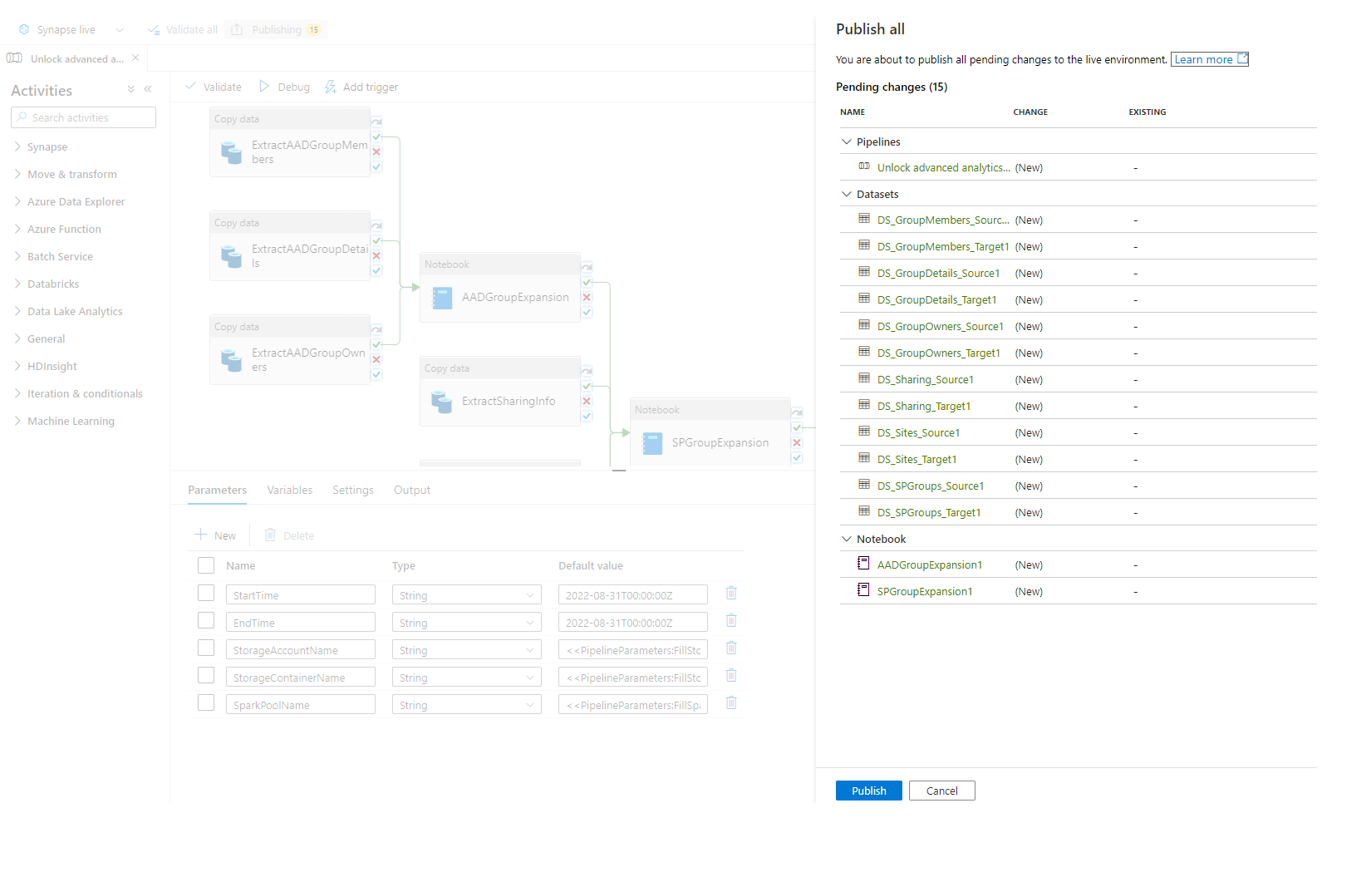 Synapse live
Validate all
Publishing 15
Unlock advanced a...
Activities
Search activities
Synapse
Move & transform
Azure Data Explorer
Azure Function
Batch Service
Databricks
Data Lake Analytics
General
HDInsight
Iteration & conditionals
Machine Learning
Validate
Debug
Add trigger
Copy data
ExtractAADGroupMem
bers
Copy data
ExtractAADGroupDetai
ls
Copy data
ExtractAADGroupOwn
ers
Notebook
AADGroupExpansion
Copy data
ExtractSharingInfo
Notebook
SPGroupExpansion
Parameters Variables Settings Output
New Delete
Name Type Default value
StartTime String 2022-08-31T00:00:00Z
EndTime String 2022-08-31T00:00:00Z
StorageAccountName String <<PipelineParameters:FillStc
StorageContainerName String <<PipelineParameters:FillStc
SparkPoolName String <<PipelineParameters:FillSp.
Publish all
You are about to publish all pending changes to the live environment. Learn more
Pending changes (15)
NAME CHANGE EXISTING
Pipelines
Unlock advanced analytics... (New) -
Datasets
DS_GroupMembers_Sourc... (New) -
DS_GroupMembers_Target1 (New) -
DS_GroupDetails_Source1 (New) -
DS_GroupDetails_Target1 (New) -
DS_GroupOwners_Source1 (New) -
DS_GroupOwners_Target1 (New) -
DS_Sharing_Source1 (New) -
DS_Sharing_Target1 (New) -
DS_Sites_Source1 (New) -
DS_Sites_Target1 (New) -
DS_SPGroups_Source1 (New) -
DS_SPGroups_Target1 (New) -
Notebook
AADGroupExpansion1 (New) -
SPGroupExpansion1 (New) -
Publish Cancel